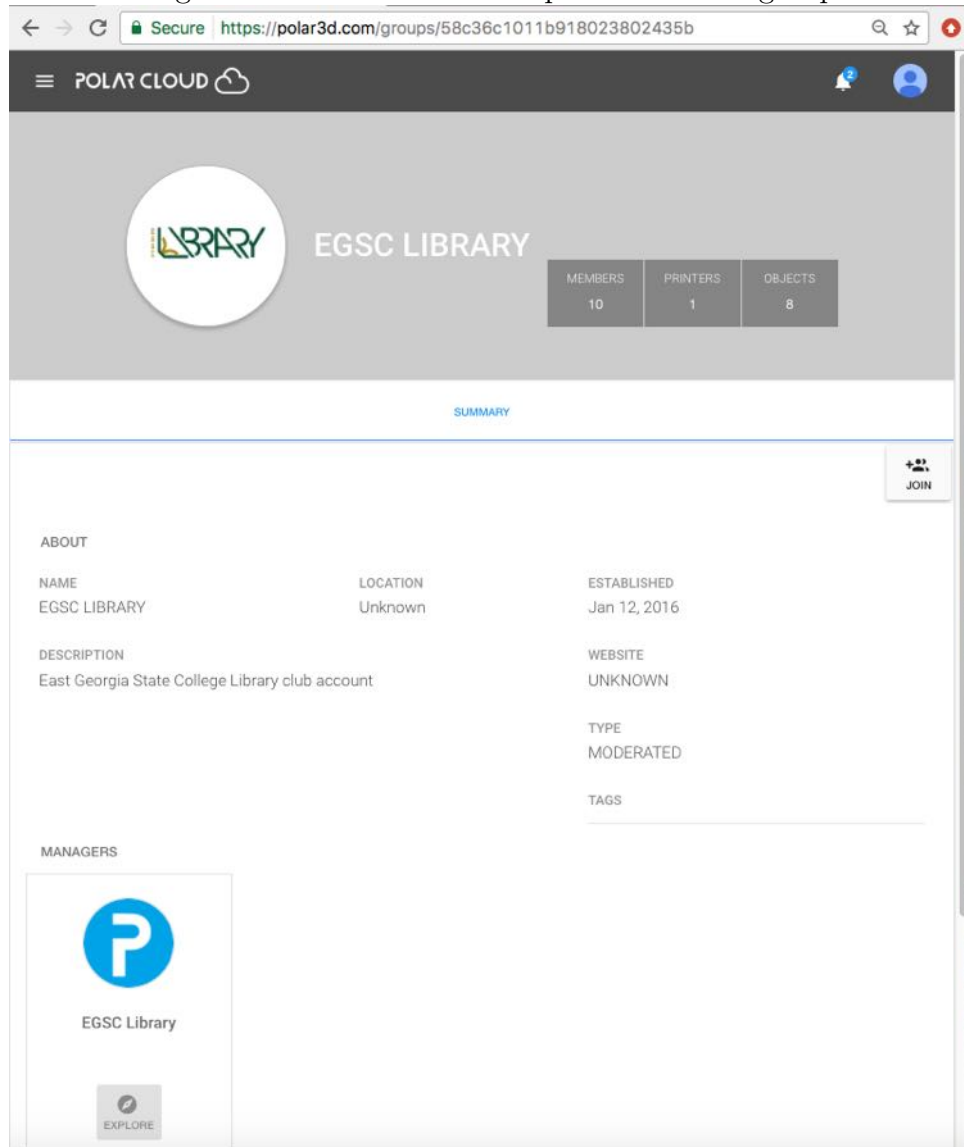 Secure https://polar3d.com/groups/58c36c1011b918023802435b
POLAR CLOUD
2
LIBRARY
EGSC LIBRARY
MEMBERS PRINTERS OBJECTS
10 1 8
SUMMARY
JOIN
ABOUT
NAME LOCATION ESTABLISHED
EGSC LIBRARY Unknown Jan 12, 2016
DESCRIPTION WEBSITE
East Georgia State College Library club account UNKNOWN
TYPE
MODERATED
TAGS
MANAGERS
P
EGSC Library
EXPLORE